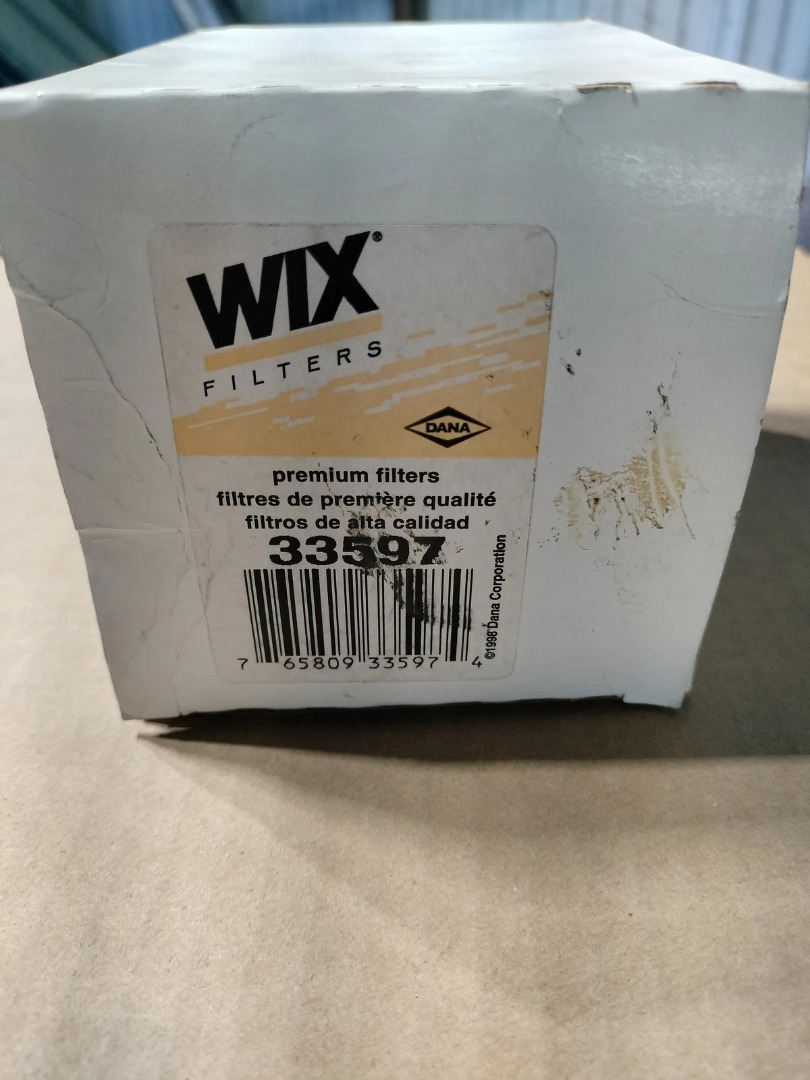 WIX®
FILTERS
DANA
premium filters
filtres de première qualité
filtros de alta calidad
33597
©1998 Dana Corporation
7 65809 33597 4